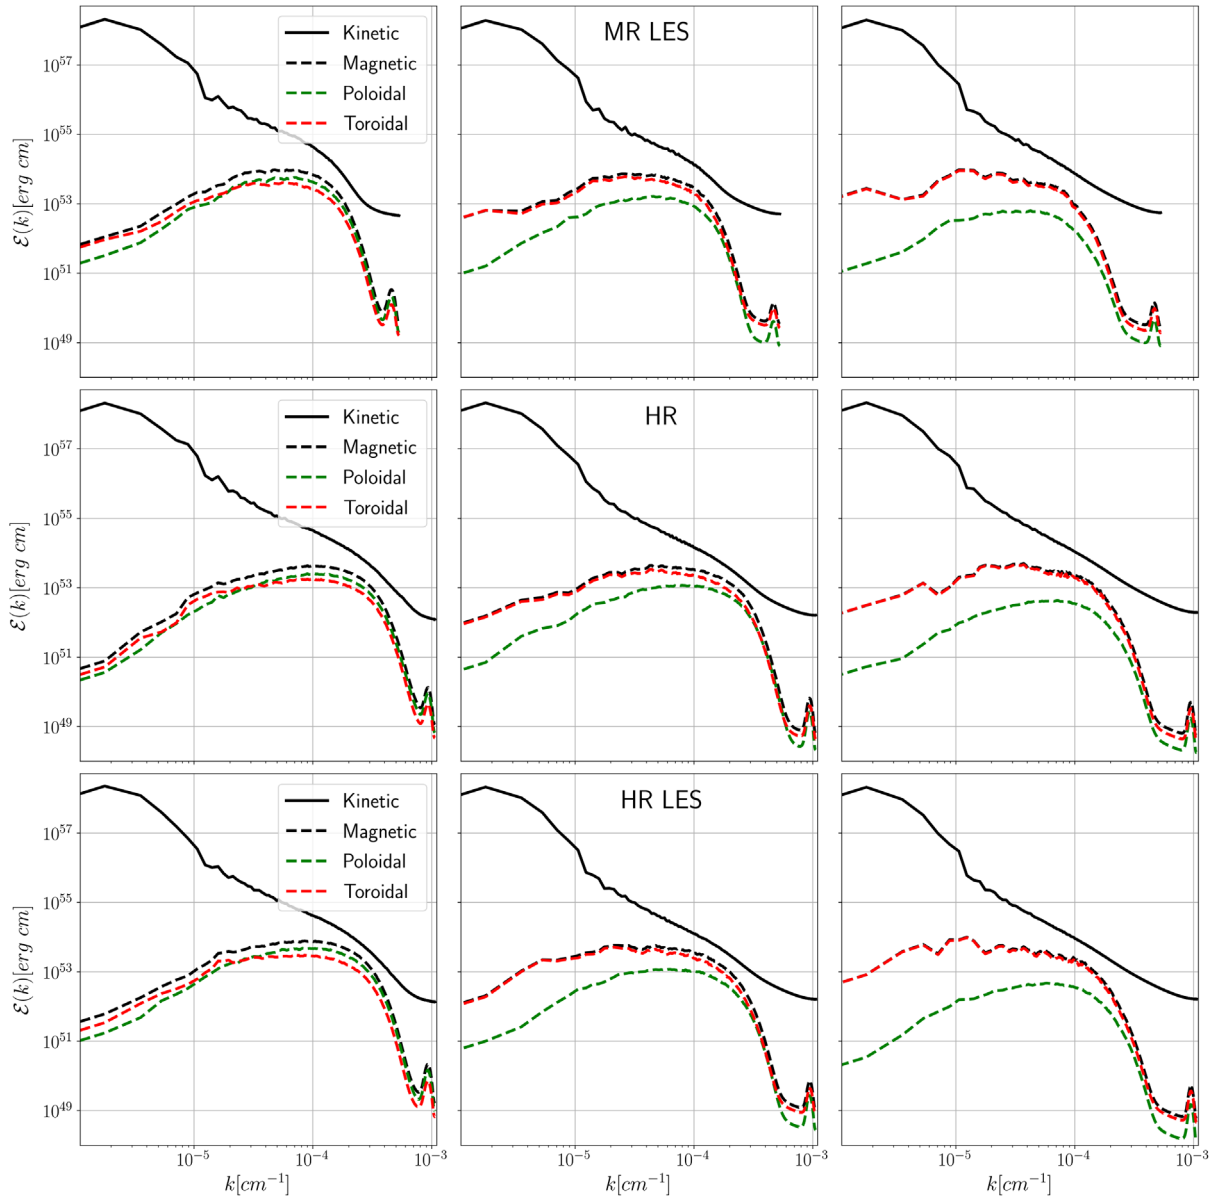 MR LES
Kinetic
Magnetic
Poloidal
Toroidal
10^57
10^55
10^53
10^51
10^49
ℰ(k)[erg cm]
HR
Kinetic
Magnetic
Poloidal
Toroidal
10^57
10^55
10^53
10^51
10^49
ℰ(k)[erg cm]
HR LES
Kinetic
Magnetic
Poloidal
Toroidal
10^57
10^55
10^53
10^51
10^49
ℰ(k)[erg cm]
10^−5 10^−4 10^−3 10^−5 10^−4 10^−3 10^−5 10^−4 10^−3
k[cm^−1] k[cm^−1] k[cm^−1]